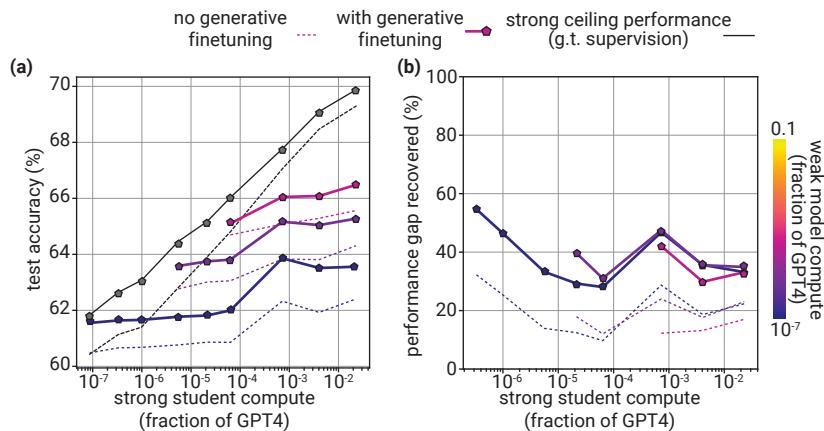 no generative finetuning
with generative finetuning
strong ceiling performance (g.t. supervision)
(a)
test accuracy (%)
70
68
66
64
62
60
10-7
10-6
10-5
10-4
10-3
10-2
strong student compute
(fraction of GPT4)
(b)
performance gap recovered (%)
100
80
60
40
20
0
10-6
10-5
10-4
10-3
10-2
strong student compute
(fraction of GPT4)
0.1
10-7
weak model compute
(fraction of GPT4)